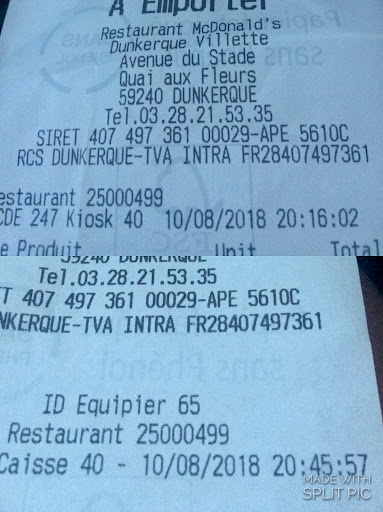 A Emporter
Restaurant McDonald's
Dunkerque Villette
Avenue du Stade
Quai aux Fleurs
59240 DUNKERQUE
Tel.03.28.21.53.35
SIRET 407 497 361 00029-APE 5610C
RCS DUNKERQUE-TVA INTRA FR28407497361
estaurant 25000499
CDE 247 Kiosk 40 10/08/2018 20:16:02
e Produit Unit Total
59240 DUNKERQUE
Tel.03.28.21.53.35
T 407 497 361 00029-APE 5610C
NKERQUE-TVA INTRA FR28407497361
ID Equipier 65
Restaurant 25000499
Caisse 40 - 10/08/2018 20:45:57
MADE WITH
SPLIT PIC